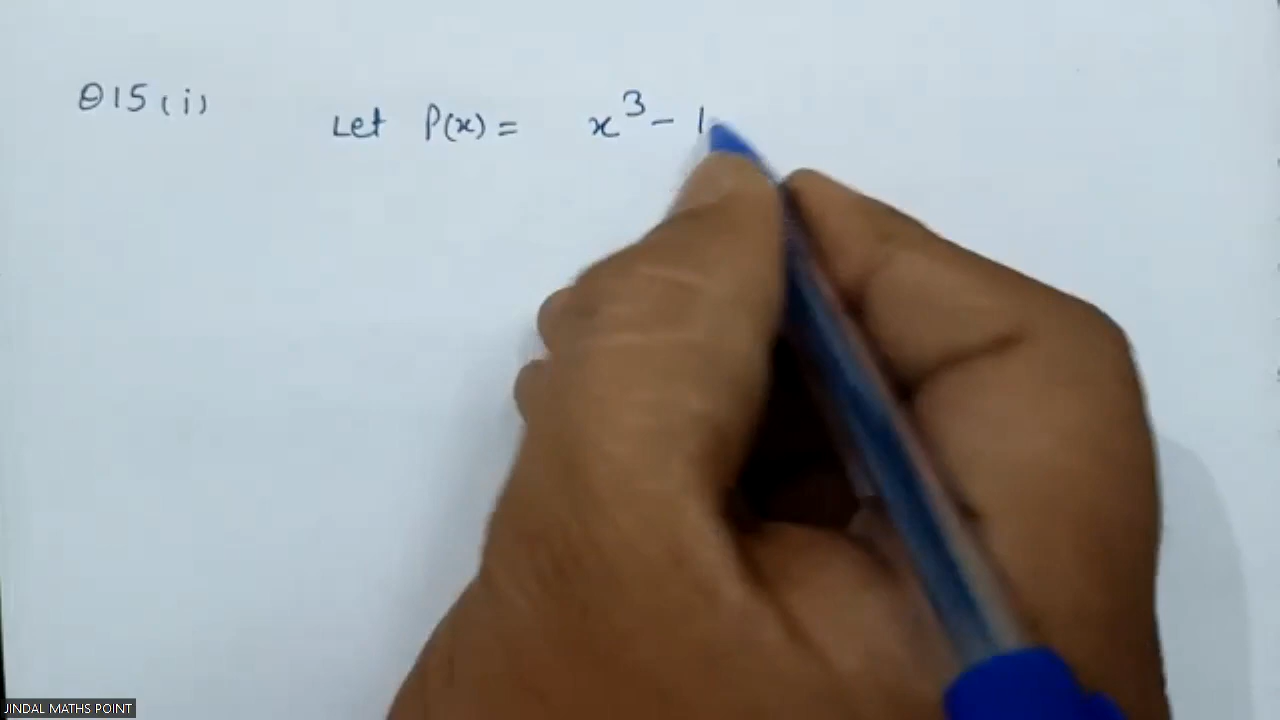 Q15(i)
Let P(x) = x³ - 1
JINDAL MATHS POINT